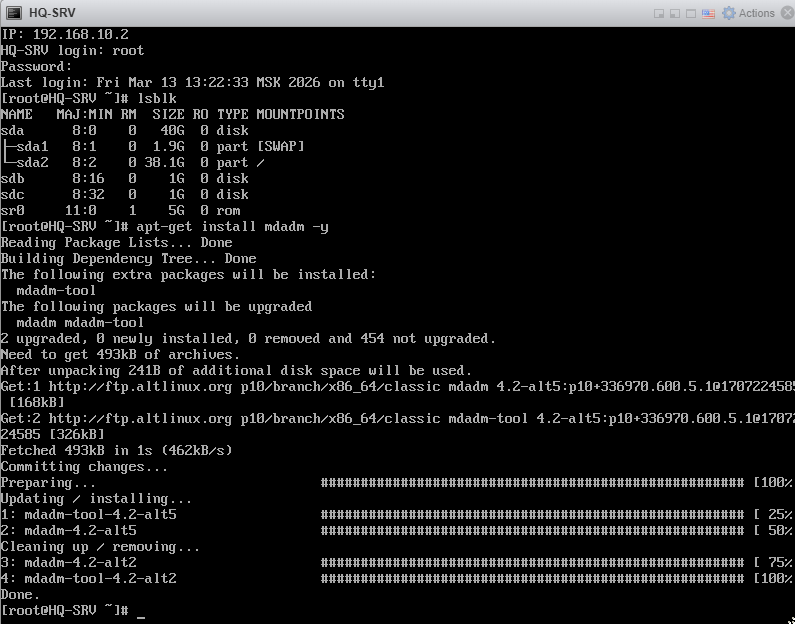 HQ-SRV
Actions
IP: 192.168.10.2
HQ-SRV login: root
Password:
Last login: Fri Mar 13 13:22:33 MSK 2026 on tty1
[root@HQ-SRV ~]# lsblk
NAME   MAJ:MIN RM  SIZE RO TYPE MOUNTPOINTS
sda      8:0    0   40G  0 disk
├─sda1   8:1    0  1.9G  0 part [SWAP]
└─sda2   8:2    0 38.1G  0 part /
sdb      8:16   0    1G  0 disk
sdc      8:32   0    1G  0 disk
sr0     11:0    1    5G  0 rom
[root@HQ-SRV ~]# apt-get install mdadm -y
Reading Package Lists... Done
Building Dependency Tree... Done
The following extra packages will be installed:
  mdadm-tool
The following packages will be upgraded
  mdadm mdadm-tool
2 upgraded, 0 newly installed, 0 removed and 454 not upgraded.
Need to get 493kB of archives.
After unpacking 241B of additional disk space will be used.
Get:1 http://ftp.altlinux.org p10/branch/x86_64/classic mdadm 4.2-alt5:p10+336970.600.5.1@1707224585
 [168kB]
Get:2 http://ftp.altlinux.org p10/branch/x86_64/classic mdadm-tool 4.2-alt5:p10+336970.600.5.1@17072
24585 [326kB]
Fetched 493kB in 1s (462kB/s)
Committing changes...
Preparing...                            ##################################################### [100%
Updating / installing...
1: mdadm-tool-4.2-alt5                  ##################################################### [ 25%
2: mdadm-4.2-alt5                       ##################################################### [ 50%
Cleaning up / removing...
3: mdadm-4.2-alt2                       ##################################################### [ 75%
4: mdadm-tool-4.2-alt2                  ##################################################### [100%
Done.
[root@HQ-SRV ~]# _